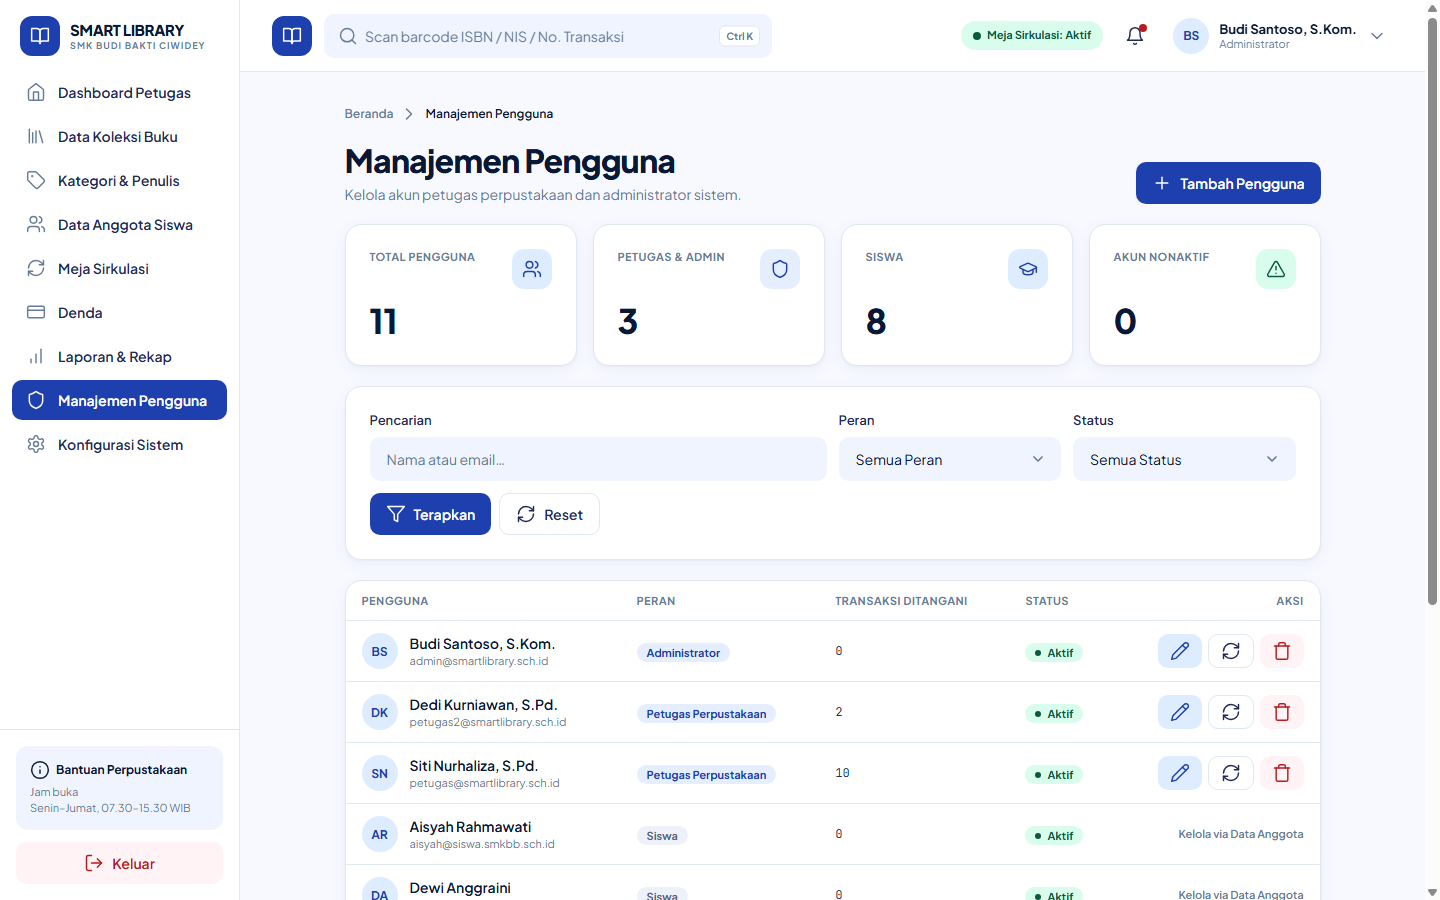 SMART LIBRARY
SMK BUDI BAKTI CIWIDEY
Dashboard Petugas
Data Koleksi Buku
Kategori & Penulis
Data Anggota Siswa
Meja Sirkulasi
Denda
Laporan & Rekap
Manajemen Pengguna
Konfigurasi Sistem
Bantuan Perpustakaan
Jam buka
Senin–Jumat, 07.30–15.30 WIB
Keluar
Scan barcode ISBN / NIS / No. Transaksi
Ctrl K
Meja Sirkulasi: Aktif
BS
Budi Santoso, S.Kom.
Administrator
Beranda
Manajemen Pengguna
Manajemen Pengguna
Kelola akun petugas perpustakaan dan administrator sistem.
Tambah Pengguna
TOTAL PENGGUNA
11
PETUGAS & ADMIN
3
SISWA
8
AKUN NONAKTIF
0
Pencarian
Peran
Status
Nama atau email...
Semua Peran
Semua Status
Terapkan
Reset
PENGGUNA PERAN TRANSAKSI DITANGANI STATUS AKSI
BS Budi Santoso, S.Kom. Administrator 0 Aktif
admin@smartlibrary.sch.id
DK Dedi Kurniawan, S.Pd. Petugas Perpustakaan 2 Aktif
petugas2@smartlibrary.sch.id
SN Siti Nurhaliza, S.Pd. Petugas Perpustakaan 10 Aktif
petugas@smartlibrary.sch.id
AR Aisyah Rahmawati Siswa 0 Aktif Kelola via Data Anggota
aisyah@siswa.smkbb.sch.id
DA Dewi Anggraini Siswa 0 Aktif Kelola via Data Anggota